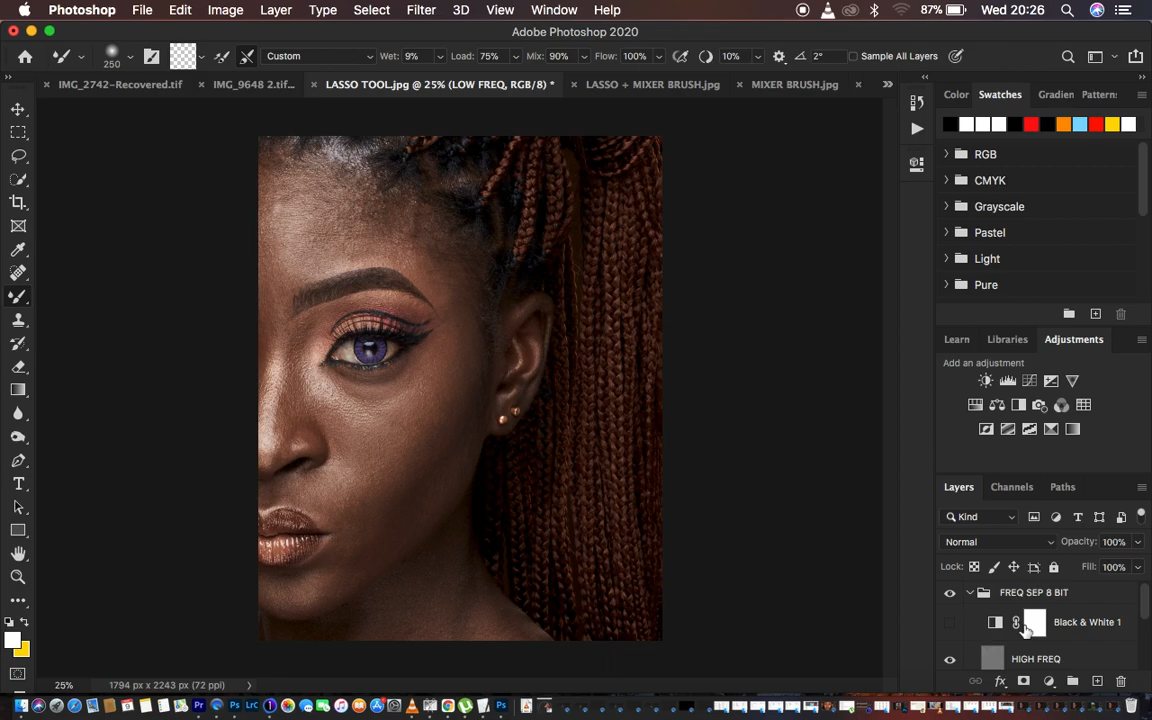 Photoshop File Edit Image Layer Type Select Filter 3D View Window Help 87% Wed 20:26
Adobe Photoshop 2020
250 Custom Wet: 9% Load: 75% Mix: 90% Flow: 100% 10% 2° Sample All Layers
IMG_2742-Recovered.tif IMG_9648 2.tif... LASSO TOOL.jpg @ 25% (LOW FREQ, RGB/8) * LASSO + MIXER BRUSH.jpg MIXER BRUSH.jpg
Color Swatches Gradien Pattern:
RGB
CMYK
Grayscale
Pastel
Light
Pure
Learn Libraries Adjustments
Add an adjustment
Layers Channels Paths
Kind
Normal Opacity: 100%
Lock: Fill: 100%
FREQ SEP 8 BIT
Black & White 1
HIGH FREQ
25% 1794 px x 2243 px (72 ppi)